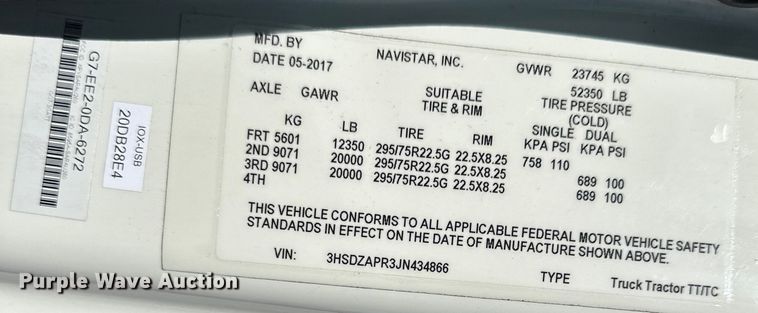 MFD. BY NAVISTAR, INC. GVWR 23745 KG
DATE 05-2017 52350 LB
AXLE GAWR SUITABLE TIRE PRESSURE
TIRE & RIM (COLD)
KG LB TIRE RIM SINGLE DUAL
KPA PSI KPA PSI
FRT 5601 12350 295/75R22.5G 22.5X8.25 758 110
2ND 9071 20000 295/75R22.5G 22.5X8.25 689 100
3RD 9071 20000 295/75R22.5G 22.5X8.25 689 100
4TH
THIS VEHICLE CONFORMS TO ALL APPLICABLE FEDERAL MOTOR VEHICLE SAFETY
STANDARDS IN EFFECT ON THE DATE OF MANUFACTURE SHOWN ABOVE.
VIN: 3HSDZAPR3JN434866 TYPE Truck Tractor TT/TC
G7-EE2-0DA-6272
IOX-USB
20DB28E4
Purple Wave Auction